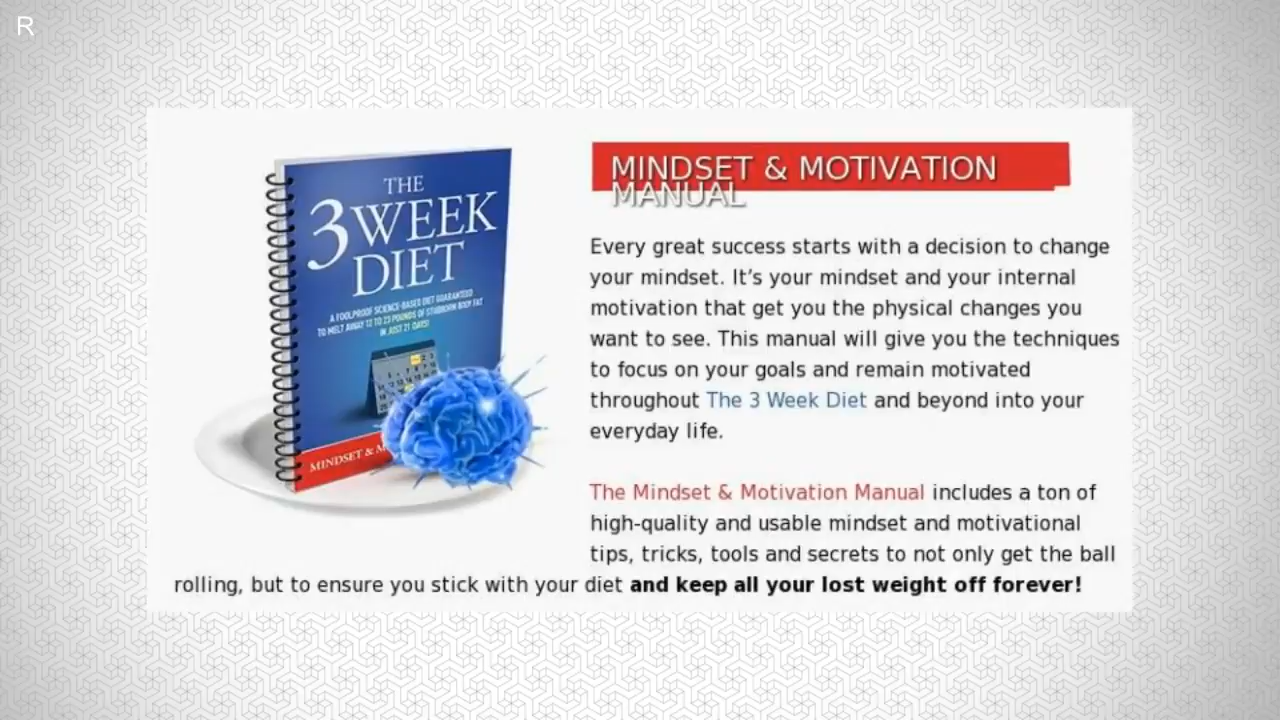 R
THE
3 WEEK
DIET
A FOOLPROOF SCIENCE-BASED DIET GUARANTEED
TO MELT AWAY 12 TO 23 POUNDS OF STUBBORN BODY FAT
IN JUST 21 DAYS!
MINDSET & M
MINDSET & MOTIVATION
MANUAL
Every great success starts with a decision to change
your mindset. It’s your mindset and your internal
motivation that get you the physical changes you
want to see. This manual will give you the techniques
to focus on your goals and remain motivated
throughout The 3 Week Diet and beyond into your
everyday life.
The Mindset & Motivation Manual includes a ton of
high-quality and usable mindset and motivational
tips, tricks, tools and secrets to not only get the ball
rolling, but to ensure you stick with your diet and keep all your lost weight off forever!